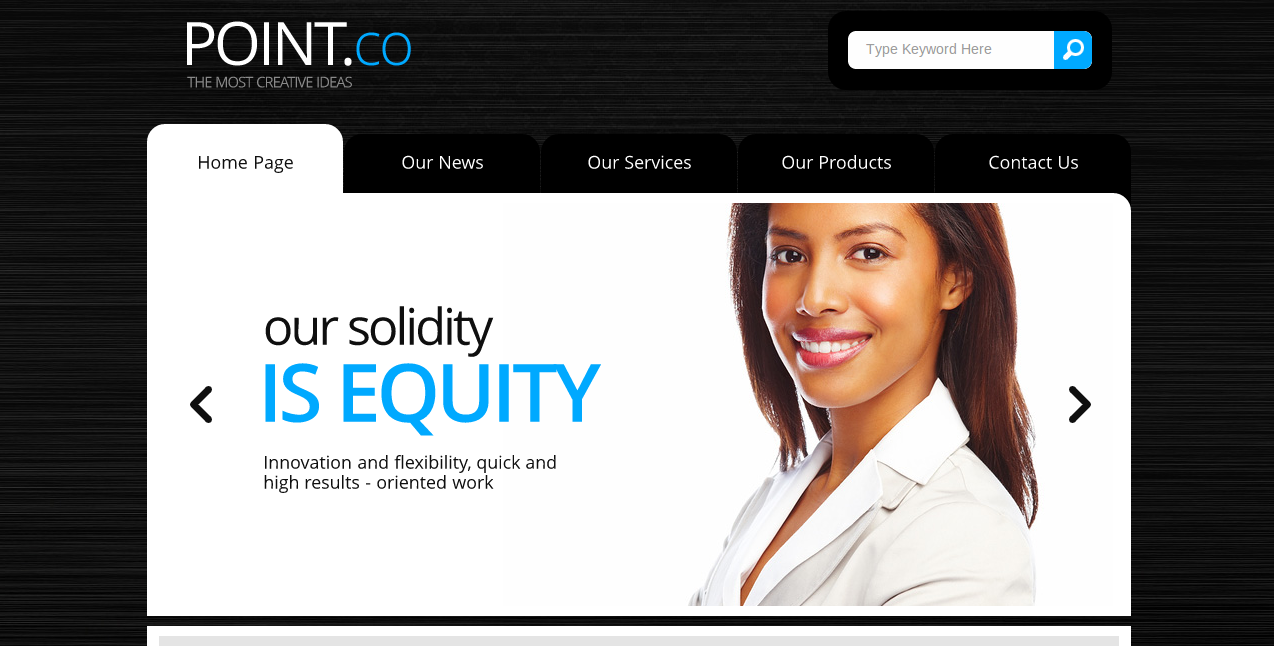 POINT.CO
THE MOST CREATIVE IDEAS
Type Keyword Here
Home Page
Our News
Our Services
Our Products
Contact Us
our solidity
IS EQUITY
Innovation and flexibility, quick and
high results - oriented work